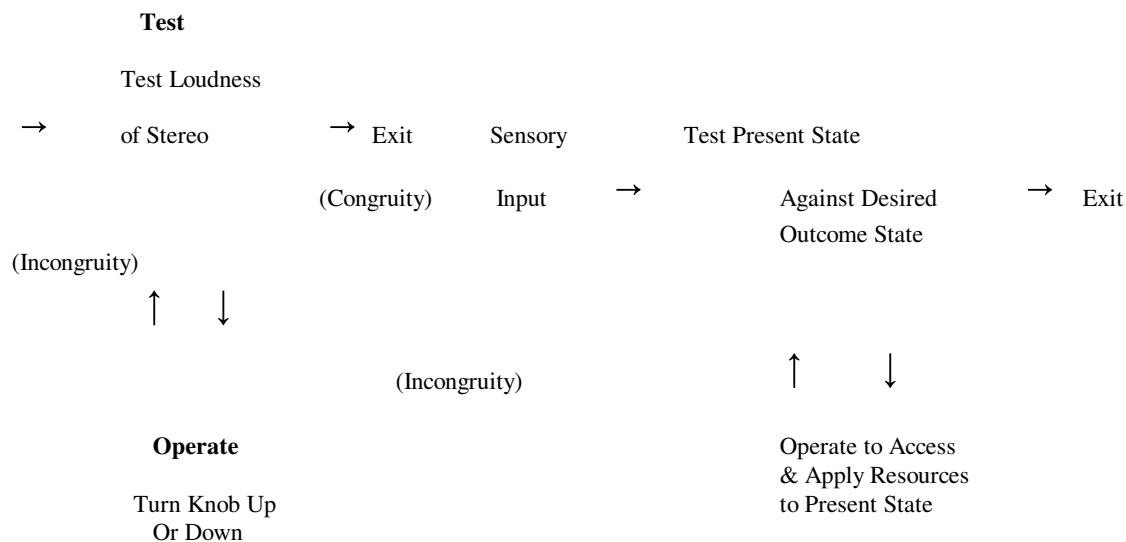 Test
Test Loudness
→ of Stereo → Exit Sensory Test Present State
(Congruity) Input → Against Desired → Exit
Outcome State
(Incongruity)
↑ ↓
(Incongruity) ↑ ↓
Operate Operate to Access
& Apply Resources
Turn Knob Up to Present State
Or Down